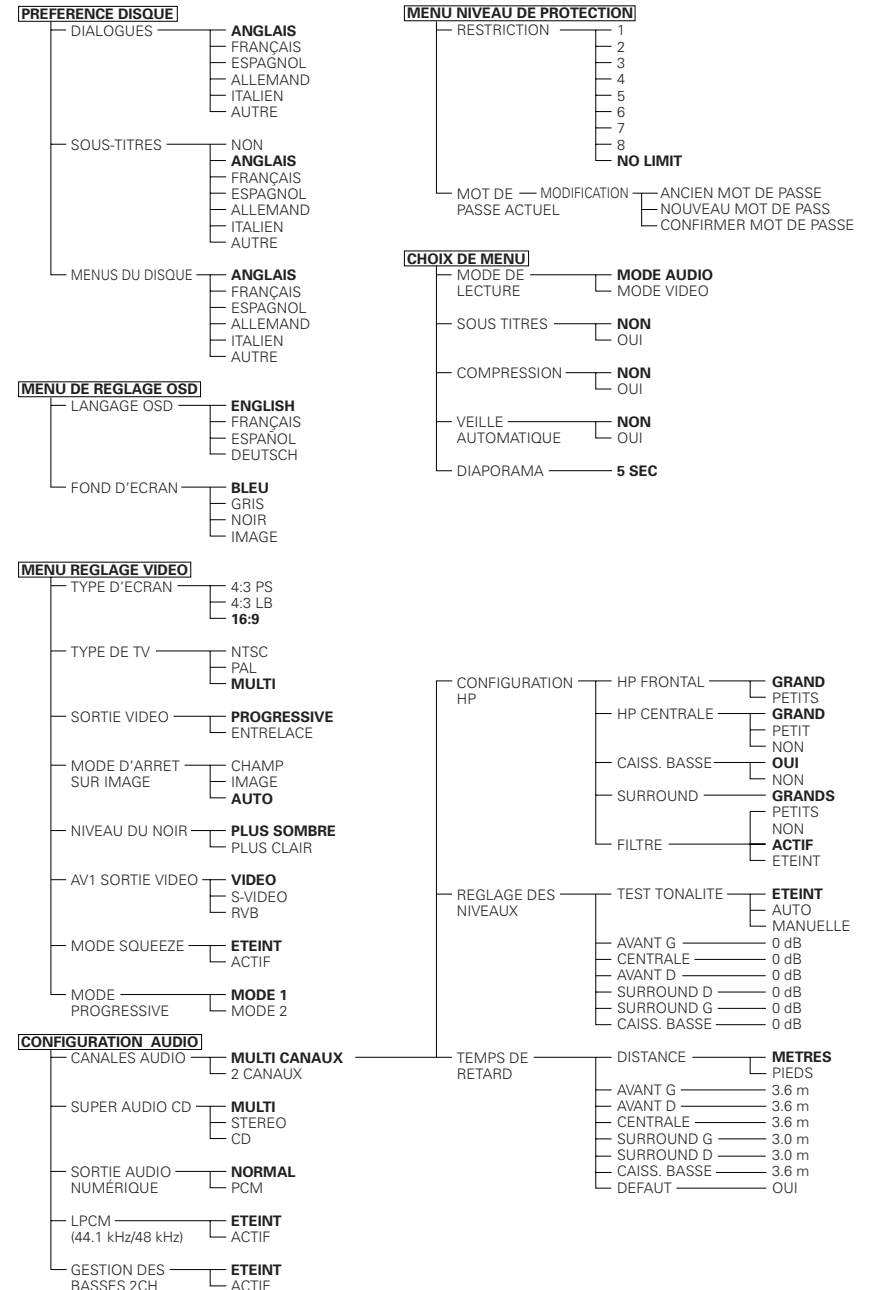 PREFERENCE DISQUE
DIALOGUES
ANGLAIS
FRANÇAIS
ESPAGNOL
ALLEMAND
ITALIEN
AUTRE
SOUS-TITRES
NON
ANGLAIS
FRANÇAIS
ESPAGNOL
ALLEMAND
ITALIEN
AUTRE
MENUS DU DISQUE
ANGLAIS
FRANÇAIS
ESPAGNOL
ALLEMAND
ITALIEN
AUTRE
MENU DE REGLAGE OSD
LANGAGE OSD
ENGLISH
FRANÇAIS
ESPAÑOL
DEUTSCH
FOND D'ECRAN
BLEU
GRIS
NOIR
IMAGE
MENU REGLAGE VIDEO
TYPE D'ECRAN
4:3 PS
4:3 LB
16:9
TYPE DE TV
NTSC
PAL
MULTI
SORTIE VIDEO
PROGRESSIVE
ENTRELACE
MODE D'ARRET
SUR IMAGE
CHAMP
IMAGE
AUTO
NIVEAU DU NOIR
PLUS SOMBRE
PLUS CLAIR
AV1 SORTIE VIDEO
VIDEO
S-VIDEO
RVB
MODE SQUEEZE
ETEINT
ACTIF
MODE
PROGRESSIVE
MODE 1
MODE 2
CONFIGURATION AUDIO
CANALES AUDIO
MULTI CANAUX
2 CANAUX
SUPER AUDIO CD
MULTI
STEREO
CD
SORTIE AUDIO
NUMÉRIQUE
NORMAL
PCM
LPCM
(44.1 kHz/48 kHz)
ETEINT
ACTIF
GESTION DES
BASSES 2CH
ETEINT
ACTIF
MENU NIVEAU DE PROTECTION
RESTRICTION
1
2
3
4
5
6
7
8
NO LIMIT
MOT DE
PASSE ACTUEL
MODIFICATION
ANCIEN MOT DE PASSE
NOUVEAU MOT DE PASS
CONFIRMER MOT DE PASSE
CHOIX DE MENU
MODE DE
LECTURE
MODE AUDIO
MODE VIDEO
SOUS TITRES
NON
OUI
COMPRESSION
NON
OUI
VEILLE
AUTOMATIQUE
NON
OUI
DIAPORAMA
5 SEC
CONFIGURATION
HP
HP FRONTAL
GRAND
PETITS
HP CENTRALE
GRAND
PETIT
NON
CAISS. BASSE
OUI
NON
SURROUND
GRANDS
PETITS
NON
FILTRE
ACTIF
ETEINT
REGLAGE DES
NIVEAUX
TEST TONALITE
ETEINT
AUTO
MANUELLE
AVANT G
0 dB
CENTRALE
0 dB
AVANT D
0 dB
SURROUND D
0 dB
SURROUND G
0 dB
CAISS. BASSE
0 dB
TEMPS DE
RETARD
DISTANCE
METRES
PIEDS
AVANT G
3.6 m
AVANT D
3.6 m
CENTRALE
3.6 m
SURROUND G
3.0 m
SURROUND D
3.0 m
CAISS. BASSE
3.6 m
DEFAUT
OUI